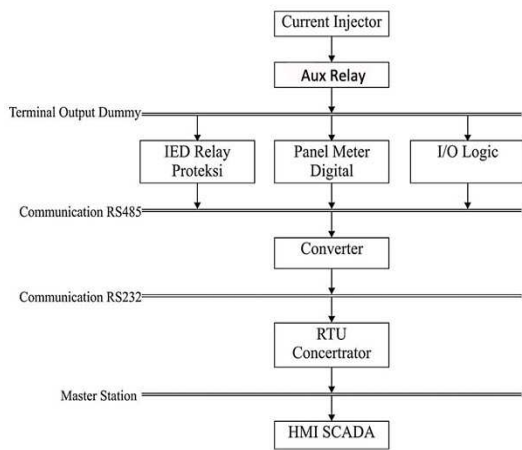 Current Injector
Aux Relay
Terminal Output Dummy
IED Relay
Proteksi
Panel Meter
Digital
I/O Logic
Communication RS485
Converter
Communication RS232
RTU
Concertrator
Master Station
HMI SCADA